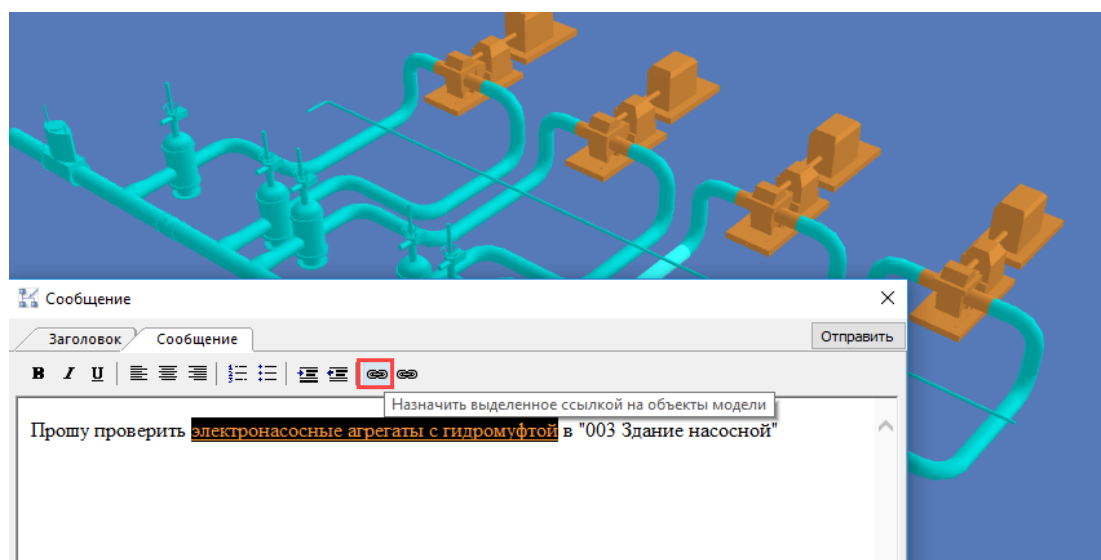 Сообщение
Заголовок Сообщение Отправить
B I U
Назначить выделенное ссылкой на объекты модели
Прошу проверить электронасосные агрегаты с гидромуфтой в "003 Здание насосной"